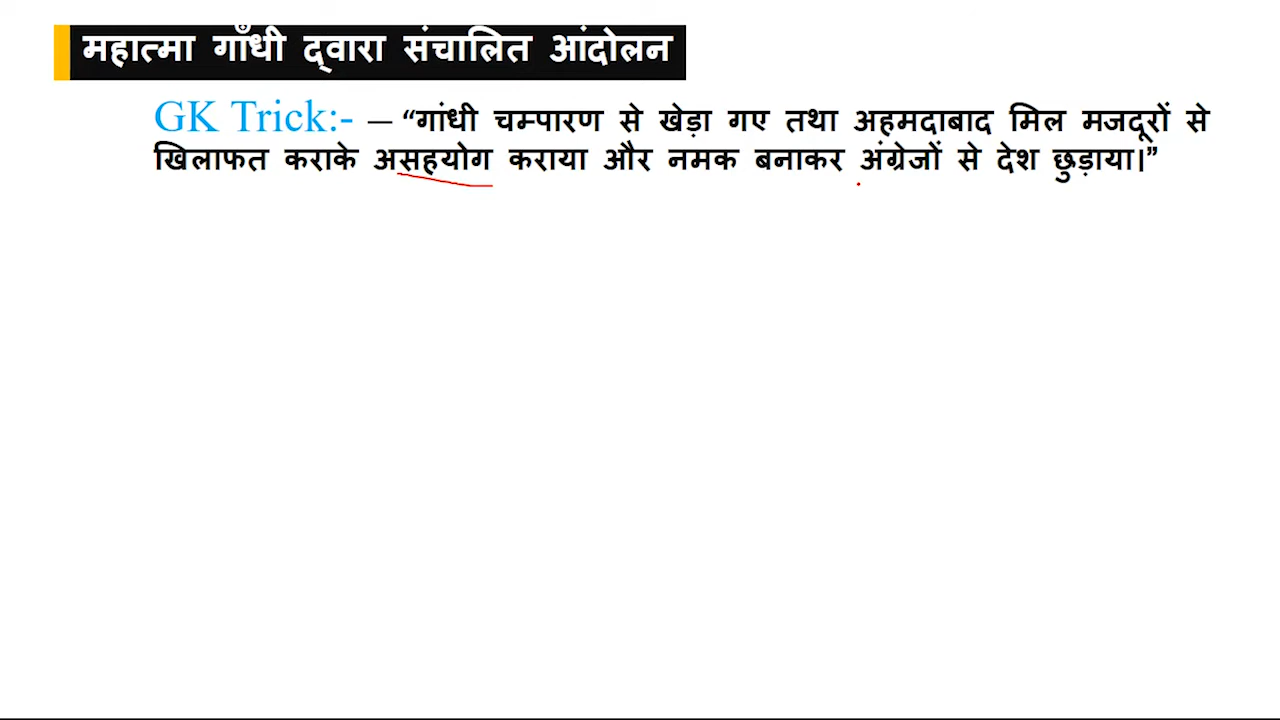 महात्मा गाँधी द्वारा संचालित आंदोलन
GK Trick:- — “गांधी चम्पारण से खेड़ा गए तथा अहमदाबाद मिल मजदूरों से
खिलाफत कराके असहयोग कराया और नमक बनाकर अंग्रेजों से देश छुड़ाया।”